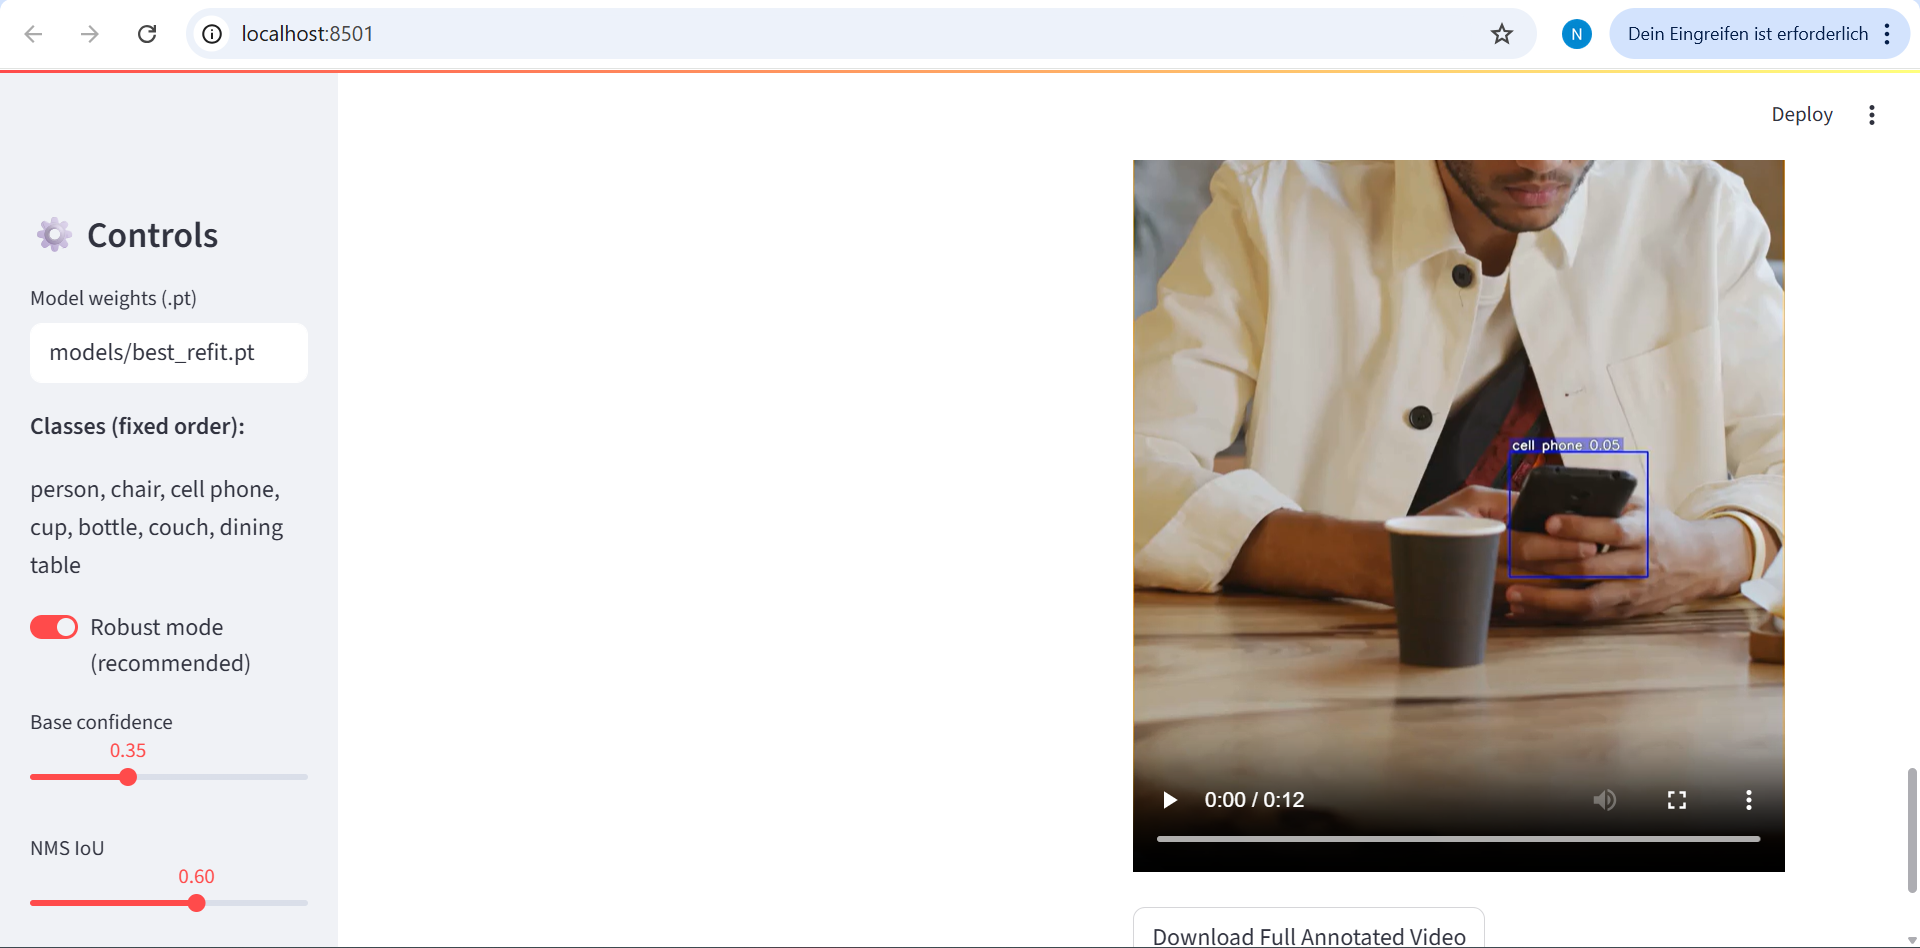 localhost:8501
N
Dein Eingreifen ist erforderlich
Deploy
Controls
Model weights (.pt)
models/best_refit.pt
Classes (fixed order):
person, chair, cell phone,
cup, bottle, couch, dining
table
Robust mode
(recommended)
Base confidence
0.35
NMS IoU
0.60
cell phone 0.05
0:00 / 0:12
Download Full Annotated Video